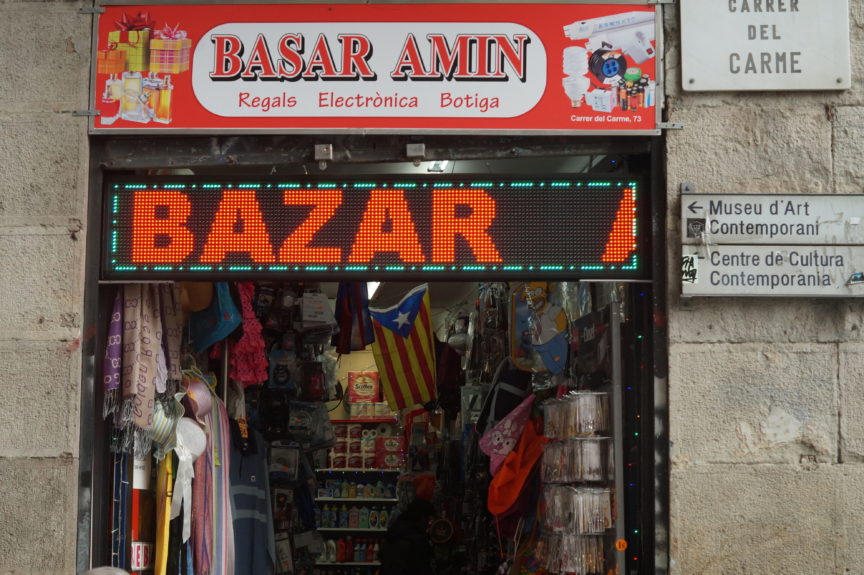 BASAR AMIN
Regals Electrònica Botiga
Carrer del Carme, 73
CARRER
DEL
CARME
BAZAR
Museu d'Art
Contemporani
Centre de Cultura
Contemporània
Scottex